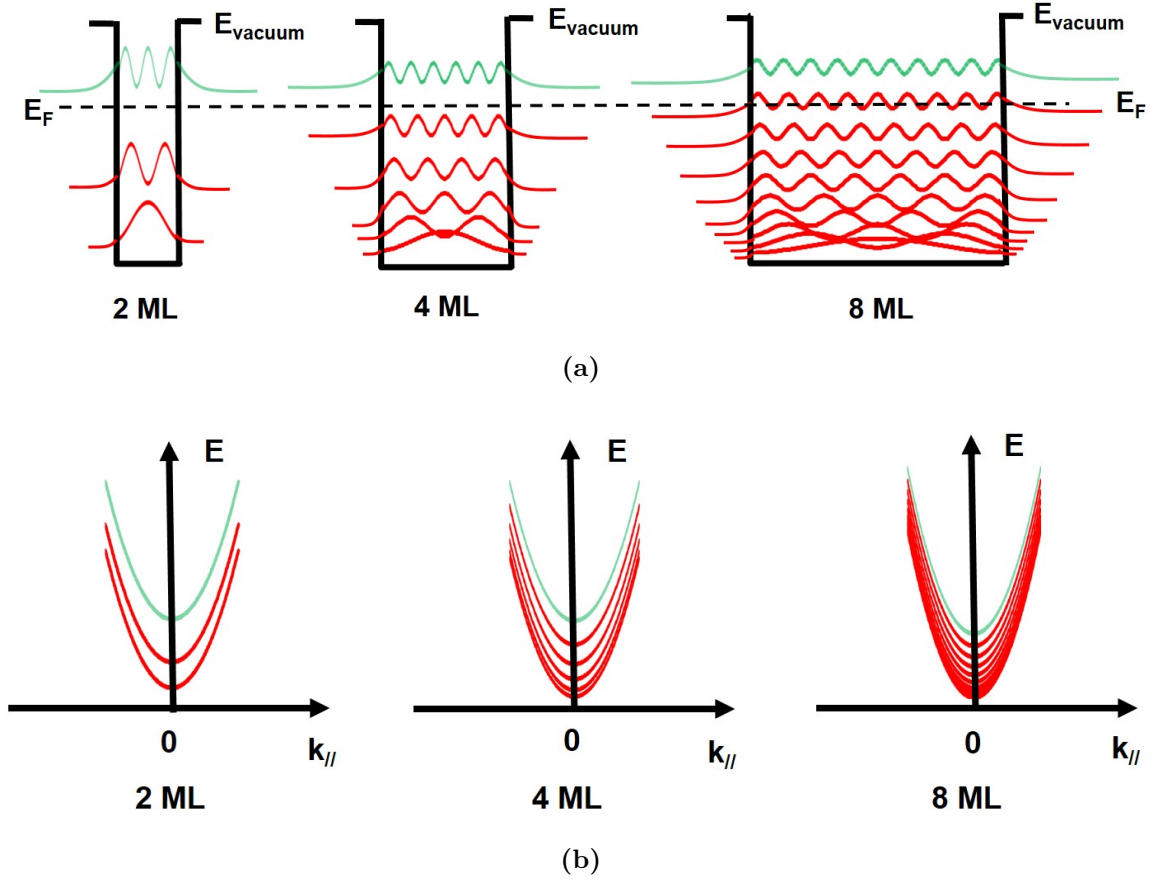 E_vacuum E_vacuum E_vacuum
E_F E_F
2 ML 4 ML 8 ML
(a)
E E E
0 0 0
k_// k_// k_//
2 ML 4 ML 8 ML
(b)